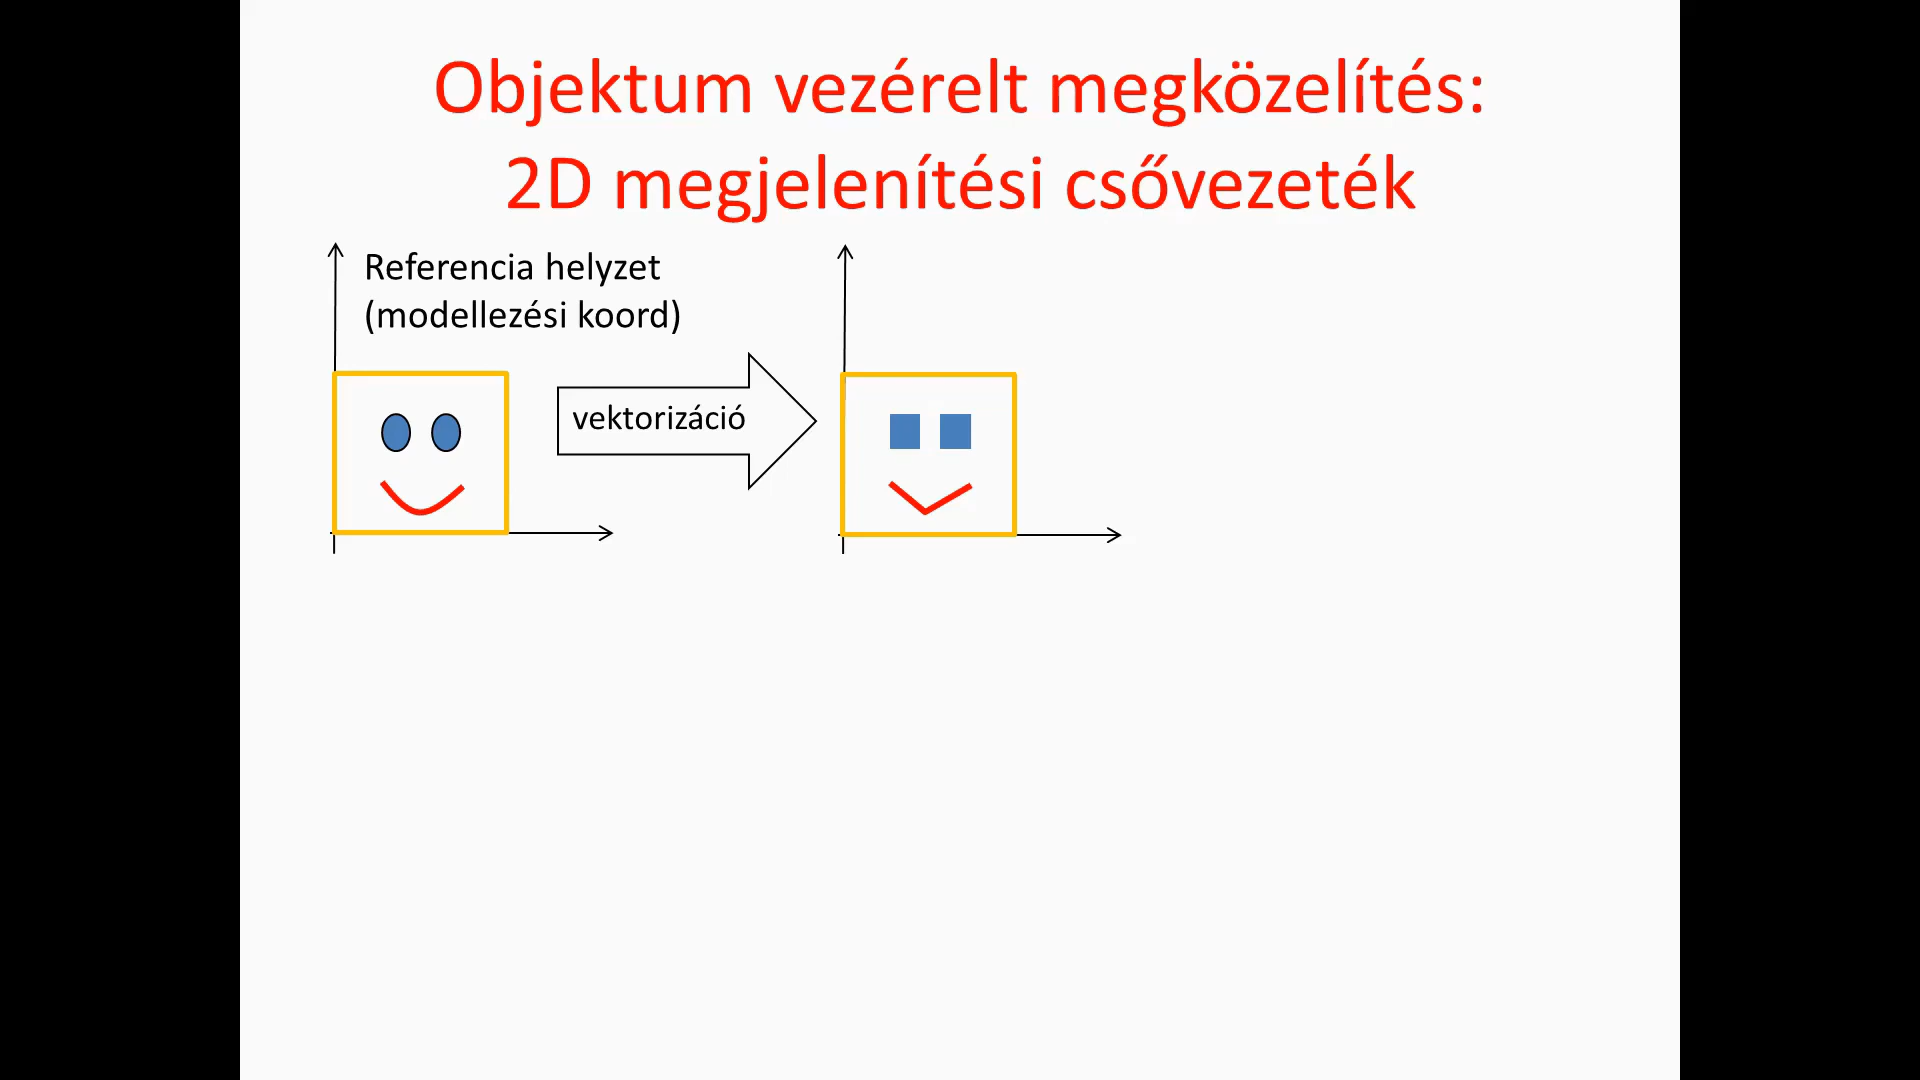 Objektum vezérelt megközelítés:
2D megjelenítési csővezeték
Referencia helyzet
(modellezési koord)
vektorizáció